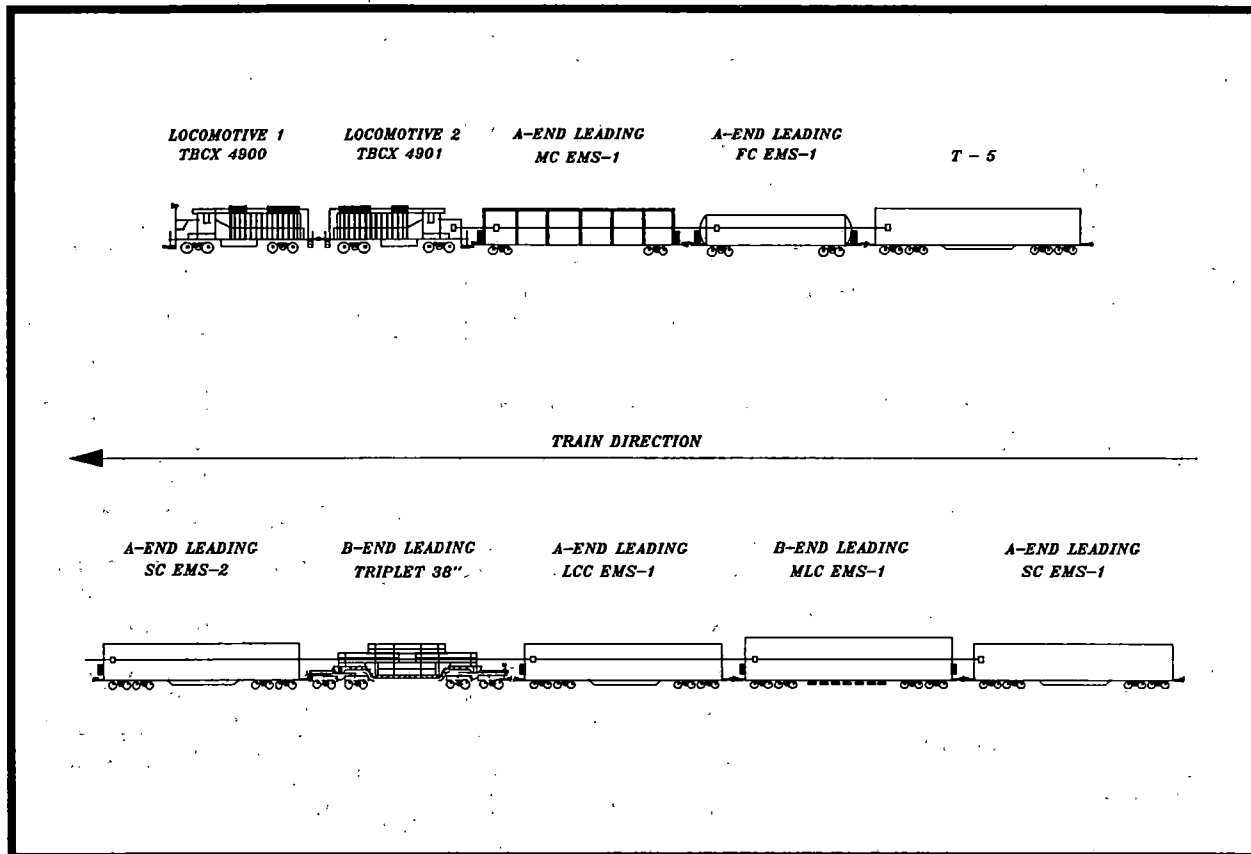 LOCOMOTIVE 1
TBCX 4900
LOCOMOTIVE 2
TBCX 4901
A-END LEADING
MC EMS-1
A-END LEADING
FC EMS-1
T - 5
TRAIN DIRECTION
A-END LEADING
SC EMS-2
B-END LEADING
TRIPLET 38"
A-END LEADING
LCC EMS-1
B-END LEADING
MLC EMS-1
A-END LEADING
SC EMS-1